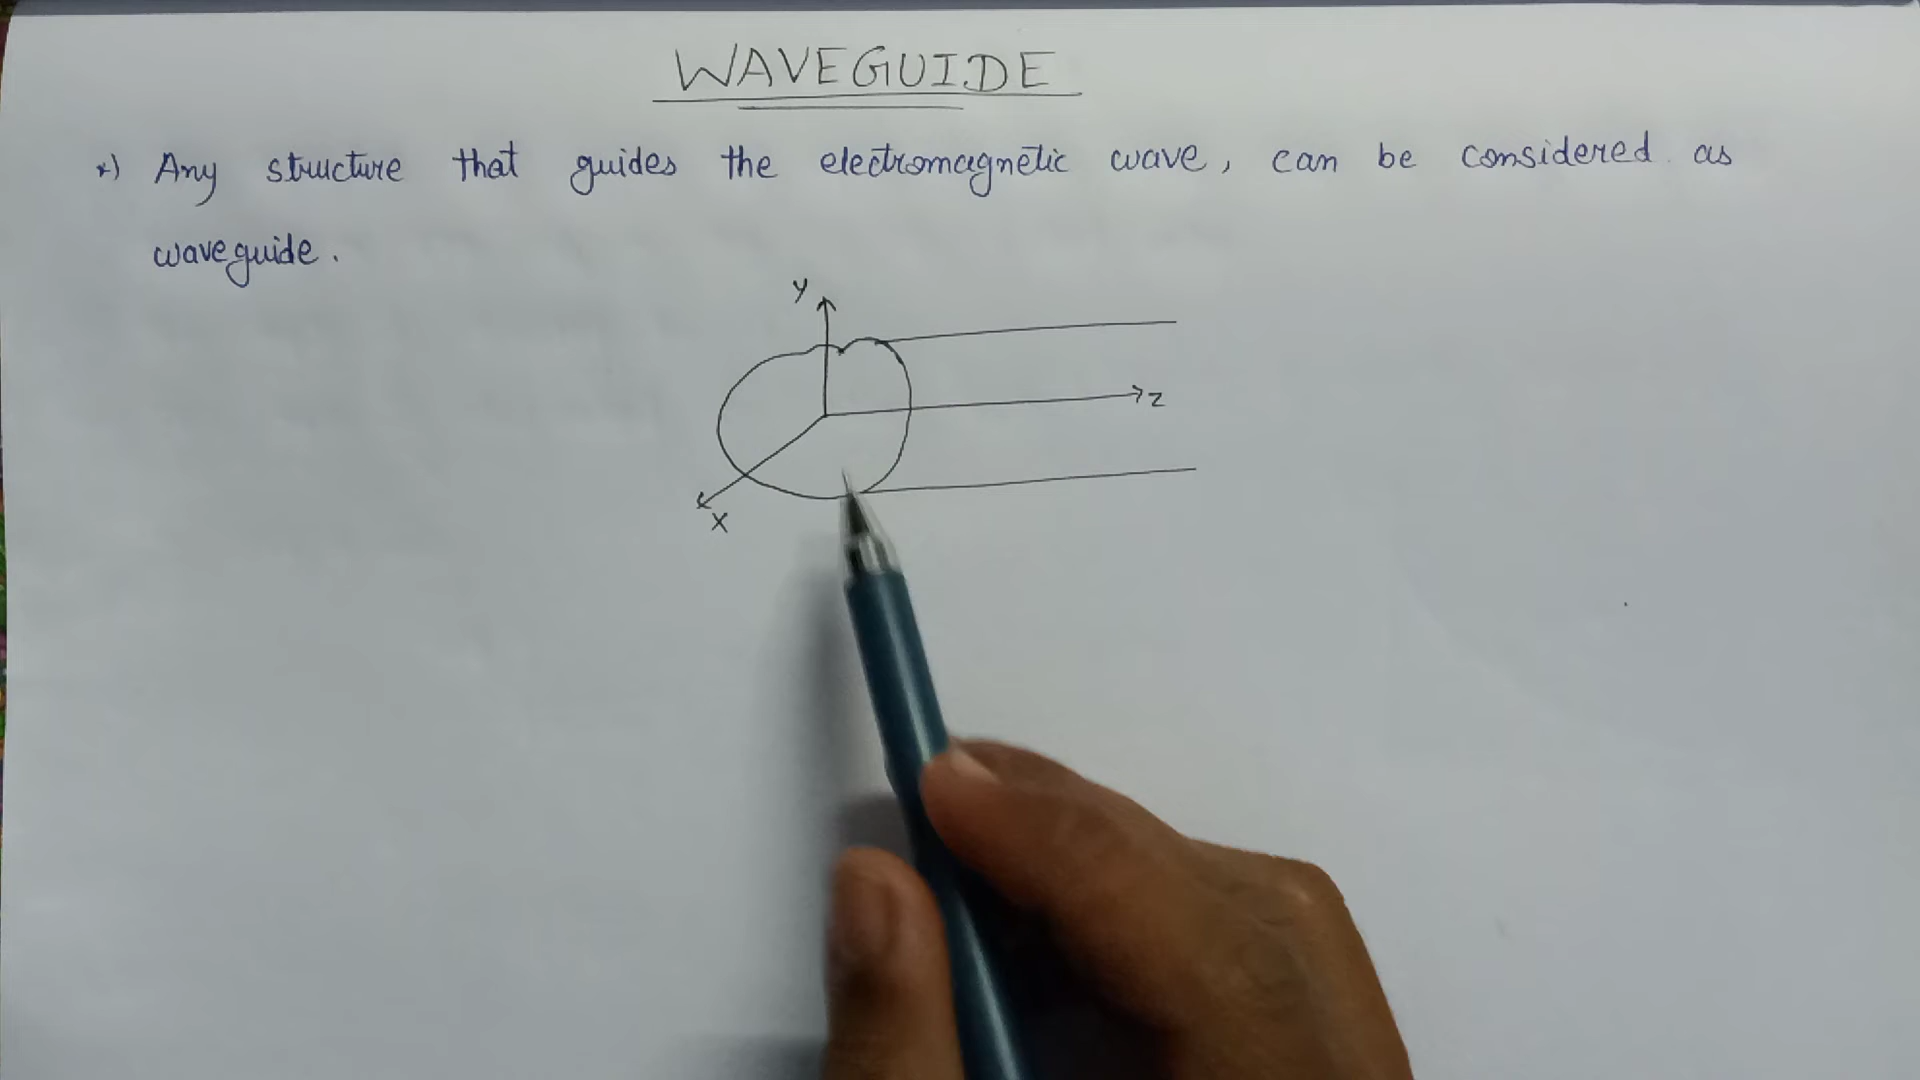 WAVEGUIDE
*) Any structure that guides the electromagnetic wave, can be considered as
waveguide.
Y
Z
X